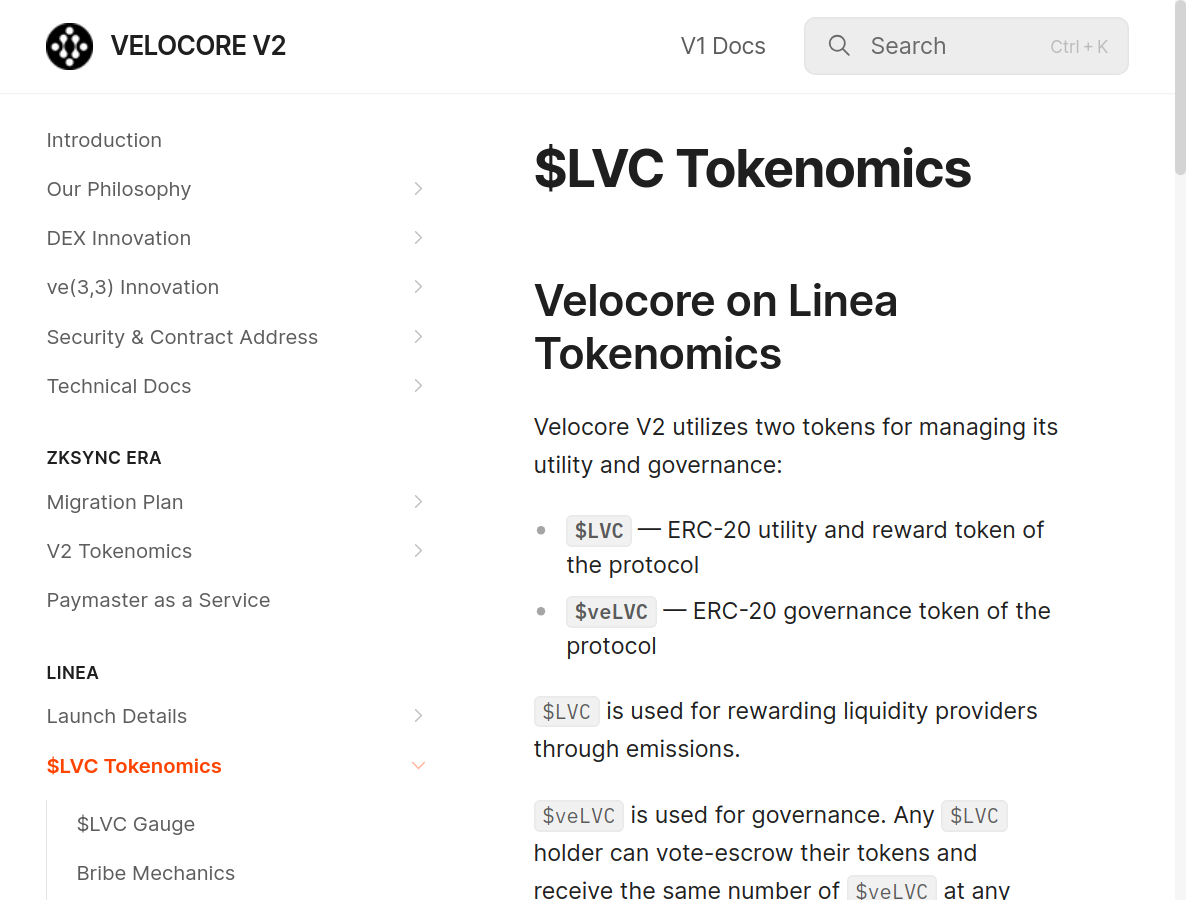 VELOCORE V2
V1 Docs
Search
Ctrl + K
Introduction
Our Philosophy
DEX Innovation
ve(3,3) Innovation
Security & Contract Address
Technical Docs
ZKSYNC ERA
Migration Plan
V2 Tokenomics
Paymaster as a Service
LINEA
Launch Details
$LVC Tokenomics
$LVC Gauge
Bribe Mechanics
$LVC Tokenomics
Velocore on Linea
Tokenomics
Velocore V2 utilizes two tokens for managing its
utility and governance:
$LVC — ERC-20 utility and reward token of
the protocol
$veLVC — ERC-20 governance token of the
protocol
$LVC is used for rewarding liquidity providers
through emissions.
$veLVC is used for governance. Any $LVC
holder can vote-escrow their tokens and
receive the same number of $veLVC at any